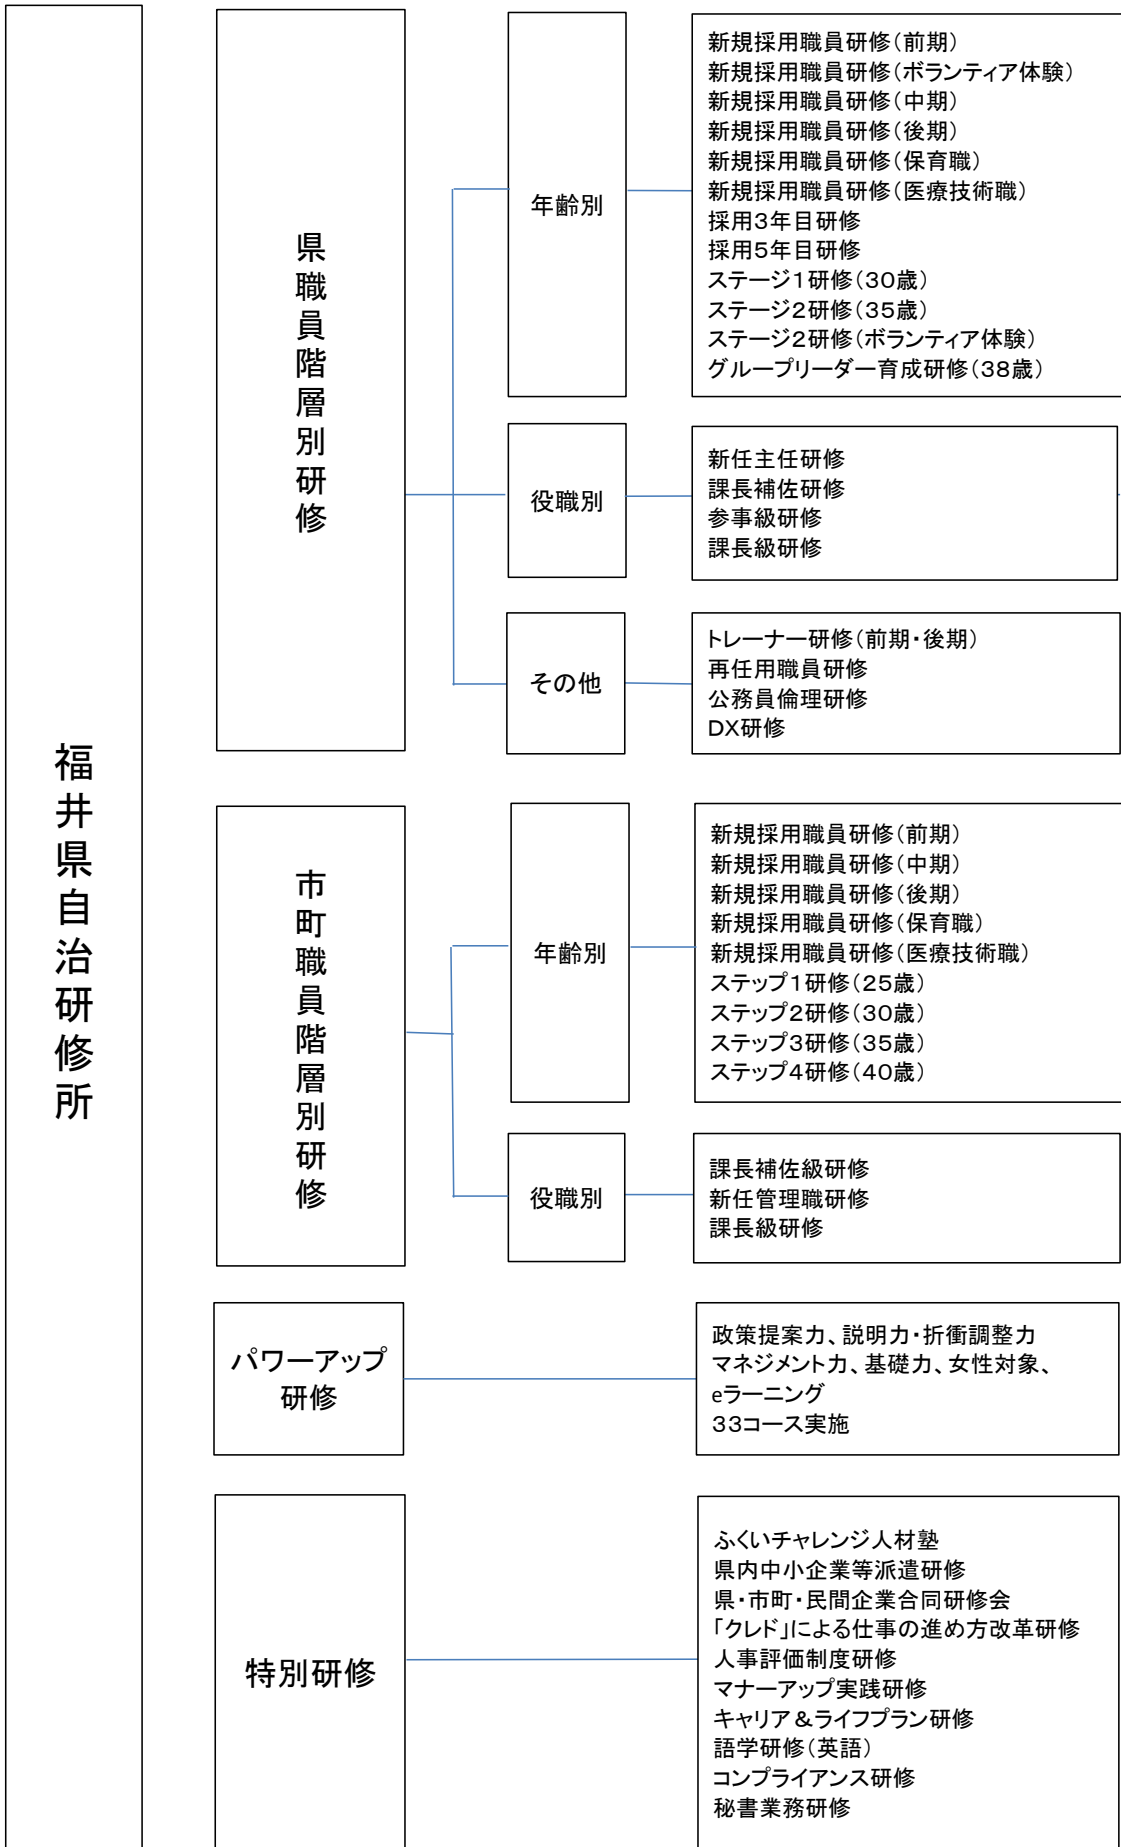 福井県自治研修所
県職員階層別研修
年齢別
新規採用職員研修(前期)
新規採用職員研修(ボランティア体験)
新規採用職員研修(中期)
新規採用職員研修(後期)
新規採用職員研修(保育職)
新規採用職員研修(医療技術職)
採用3年目研修
採用5年目研修
ステージ1研修(30歳)
ステージ2研修(35歳)
ステージ2研修(ボランティア体験)
グループリーダー育成研修(38歳)
役職別
新任主任研修
課長補佐研修
参事級研修
課長級研修
その他
トレーナー研修(前期・後期)
再任用職員研修
公務員倫理研修
DX研修
市町職員階層別研修
年齢別
新規採用職員研修(前期)
新規採用職員研修(中期)
新規採用職員研修(後期)
新規採用職員研修(保育職)
新規採用職員研修(医療技術職)
ステップ1研修(25歳)
ステップ2研修(30歳)
ステップ3研修(35歳)
ステップ4研修(40歳)
役職別
課長補佐級研修
新任管理職研修
課長級研修
パワーアップ
研修
政策提案力、説明力・折衝調整力
マネジメント力、基礎力、女性対象、
eラーニング
33コース実施
特別研修
ふくいチャレンジ人材塾
県内中小企業等派遣研修
県・市町・民間企業合同研修会
「クレド」による仕事の進め方改革研修
人事評価制度研修
マナーアップ実践研修
キャリア&ライフプラン研修
語学研修(英語)
コンプライアンス研修
秘書業務研修